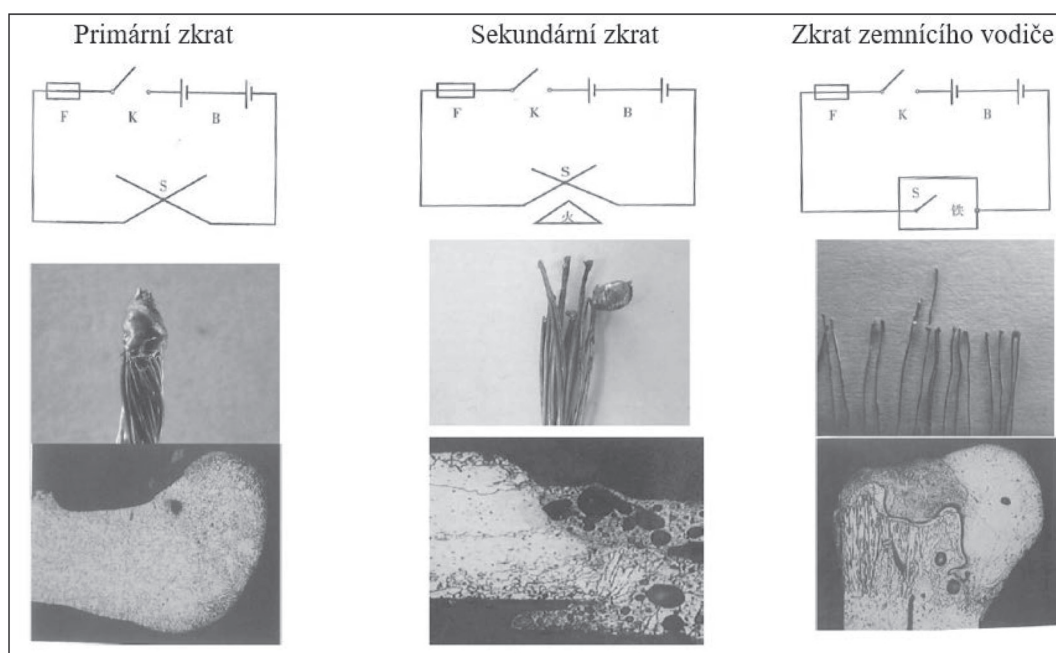 Primární zkrat
F K B
S
Sekundární zkrat
F K B
S
火
Zkrat zemnícího vodiče
F K B
S 铁